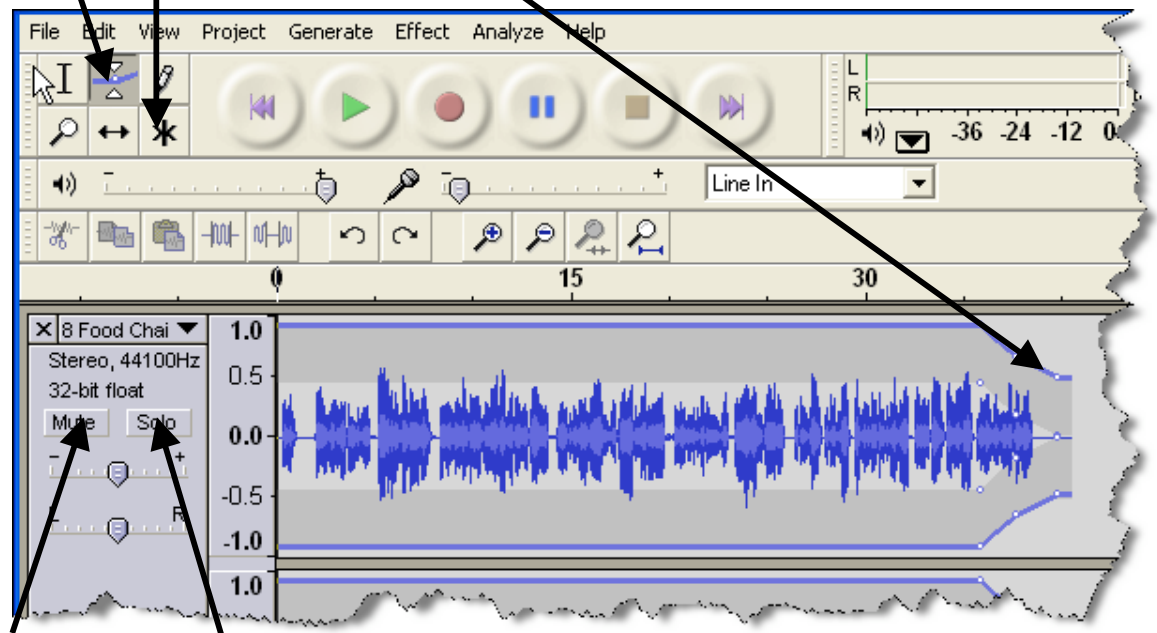 File Edit View Project Generate Effect Analyze Help
L
R
-36 -24 -12 0
- + - + Line In
0 15 30
X 8 Food Chai
Stereo, 44100Hz
32-bit float
Mute Solo
- +
L R
1.0
0.5
0.0
-0.5
-1.0
1.0